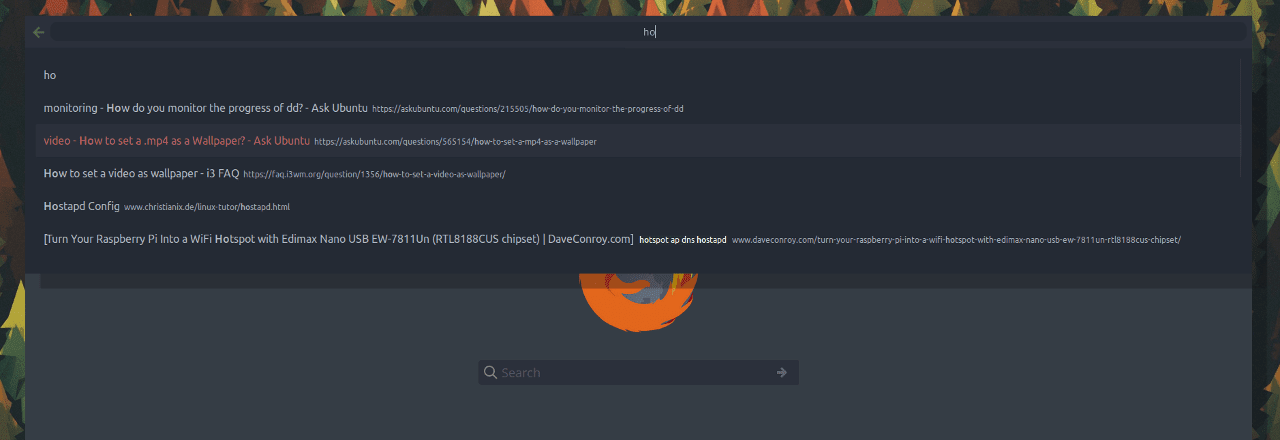 ho
ho
monitoring - How do you monitor the progress of dd? - Ask Ubuntu https://askubuntu.com/questions/215505/how-do-you-monitor-the-progress-of-dd
video - How to set a .mp4 as a Wallpaper? - Ask Ubuntu https://askubuntu.com/questions/565154/how-to-set-a-mp4-as-a-wallpaper
How to set a video as wallpaper - i3 FAQ https://faq.i3wm.org/question/1356/how-to-set-a-video-as-wallpaper/
Hostapd Config www.christianix.de/linux-tutor/hostapd.html
[Turn Your Raspberry Pi Into a WiFi Hotspot with Edimax Nano USB EW-7811Un (RTL8188CUS chipset) | DaveConroy.com] hotspot ap dns hostapd www.daveconroy.com/turn-your-raspberry-pi-into-a-wifi-hotspot-with-edimax-nano-usb-ew-7811un-rtl8188cus-chipset/
Search